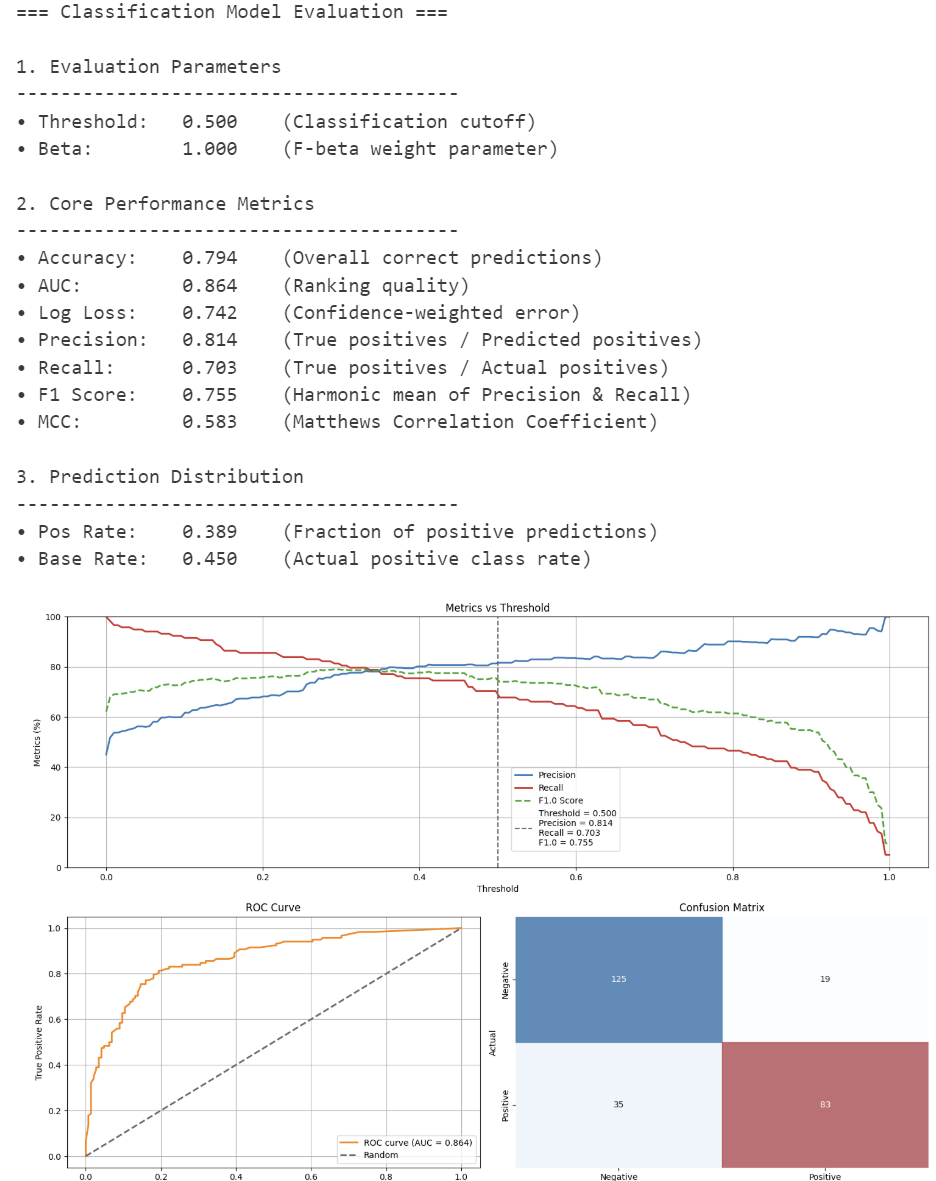 === Classification Model Evaluation ===
1. Evaluation Parameters
----------------------------------------
• Threshold: 0.500 (Classification cutoff)
• Beta: 1.000 (F-beta weight parameter)
2. Core Performance Metrics
----------------------------------------
• Accuracy: 0.794 (Overall correct predictions)
• AUC: 0.864 (Ranking quality)
• Log Loss: 0.742 (Confidence-weighted error)
• Precision: 0.814 (True positives / Predicted positives)
• Recall: 0.703 (True positives / Actual positives)
• F1 Score: 0.755 (Harmonic mean of Precision & Recall)
• MCC: 0.583 (Matthews Correlation Coefficient)
3. Prediction Distribution
----------------------------------------
• Pos Rate: 0.389 (Fraction of positive predictions)
• Base Rate: 0.450 (Actual positive class rate)
Metrics vs Threshold
100
80
60
40
20
0
Metrics (%)
Precision
Recall
F1.0 Score
Threshold = 0.500
Precision = 0.814
Recall = 0.703
F1.0 = 0.755
0.0 0.2 0.4 0.6 0.8 1.0
Threshold
ROC Curve
1.0
0.8
0.6
0.4
0.2
0.0
True Positive Rate
ROC curve (AUC = 0.864)
Random
0.0 0.2 0.4 0.6 0.8 1.0
Confusion Matrix
Negative
Actual
Positive
125 19
35 83
Negative Positive